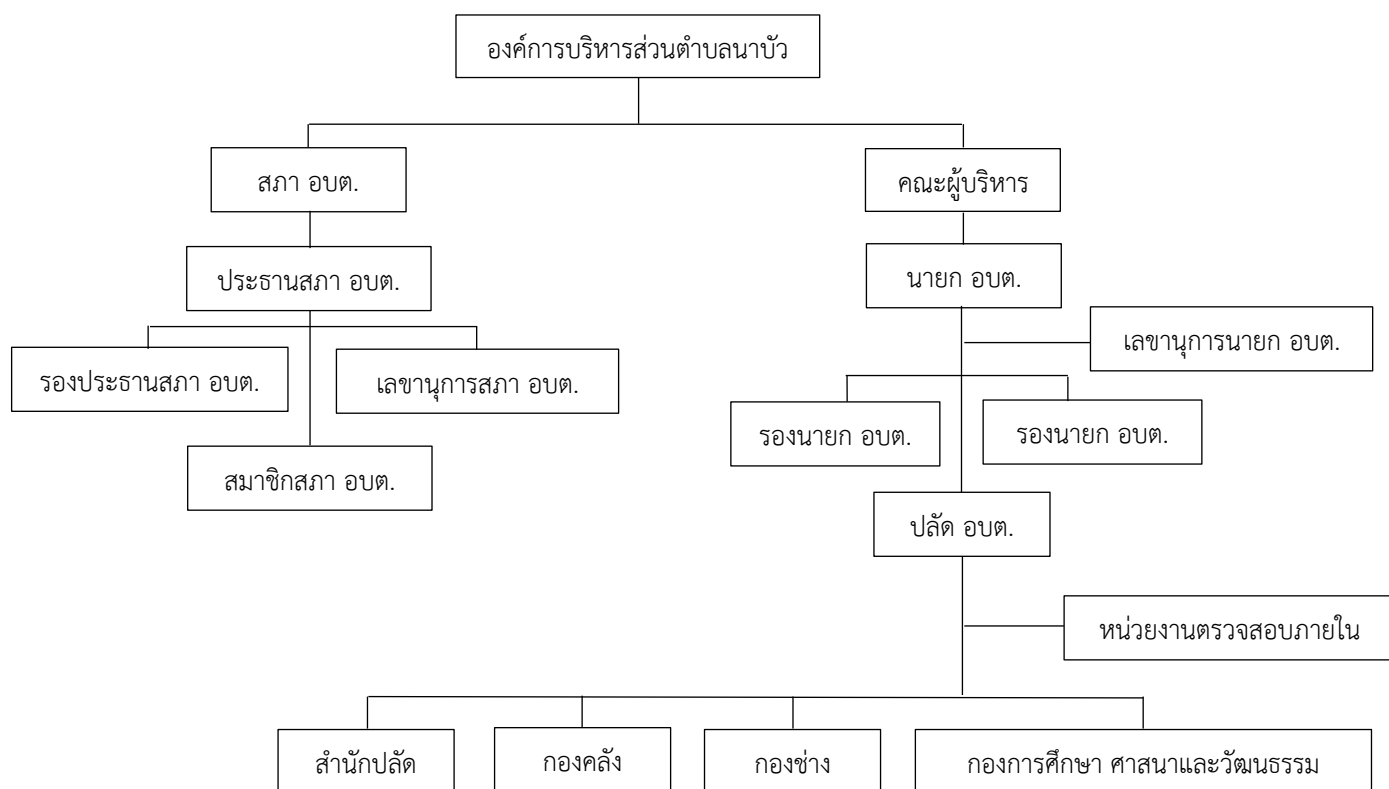 องค์การบริหารส่วนตำบลนาบัว
สภา อบต.
คณะผู้บริหาร
ประธานสภา อบต.
นายก อบต.
เลขานุการนายก อบต.
รองประธานสภา อบต.
เลขานุการสภา อบต.
รองนายก อบต.
รองนายก อบต.
สมาชิกสภา อบต.
ปลัด อบต.
หน่วยงานตรวจสอบภายใน
สำนักปลัด
กองคลัง
กองช่าง
กองการศึกษา ศาสนาและวัฒนธรรม